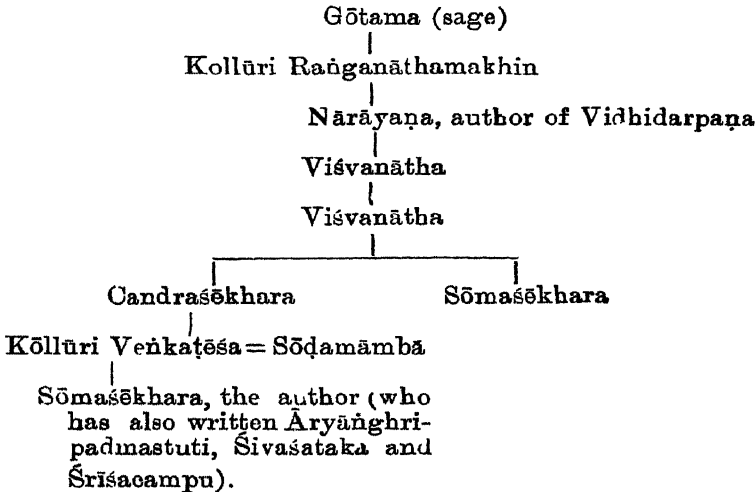 Gōtama (sage)
Kollūri Raṅganāthamakhin
Nārāyaṇa, author of Vidhidarpaṇa
Viśvanātha
Viśvanātha
Candraśēkhara Sōmaśēkhara
Kōllūri Veṅkaṭēśa = Sōḍamāmbā
Sōmaśēkhara, the author (who
has also written Āryāṅghri-
padmastuti, Śivaśataka and
Śrīśacampu).